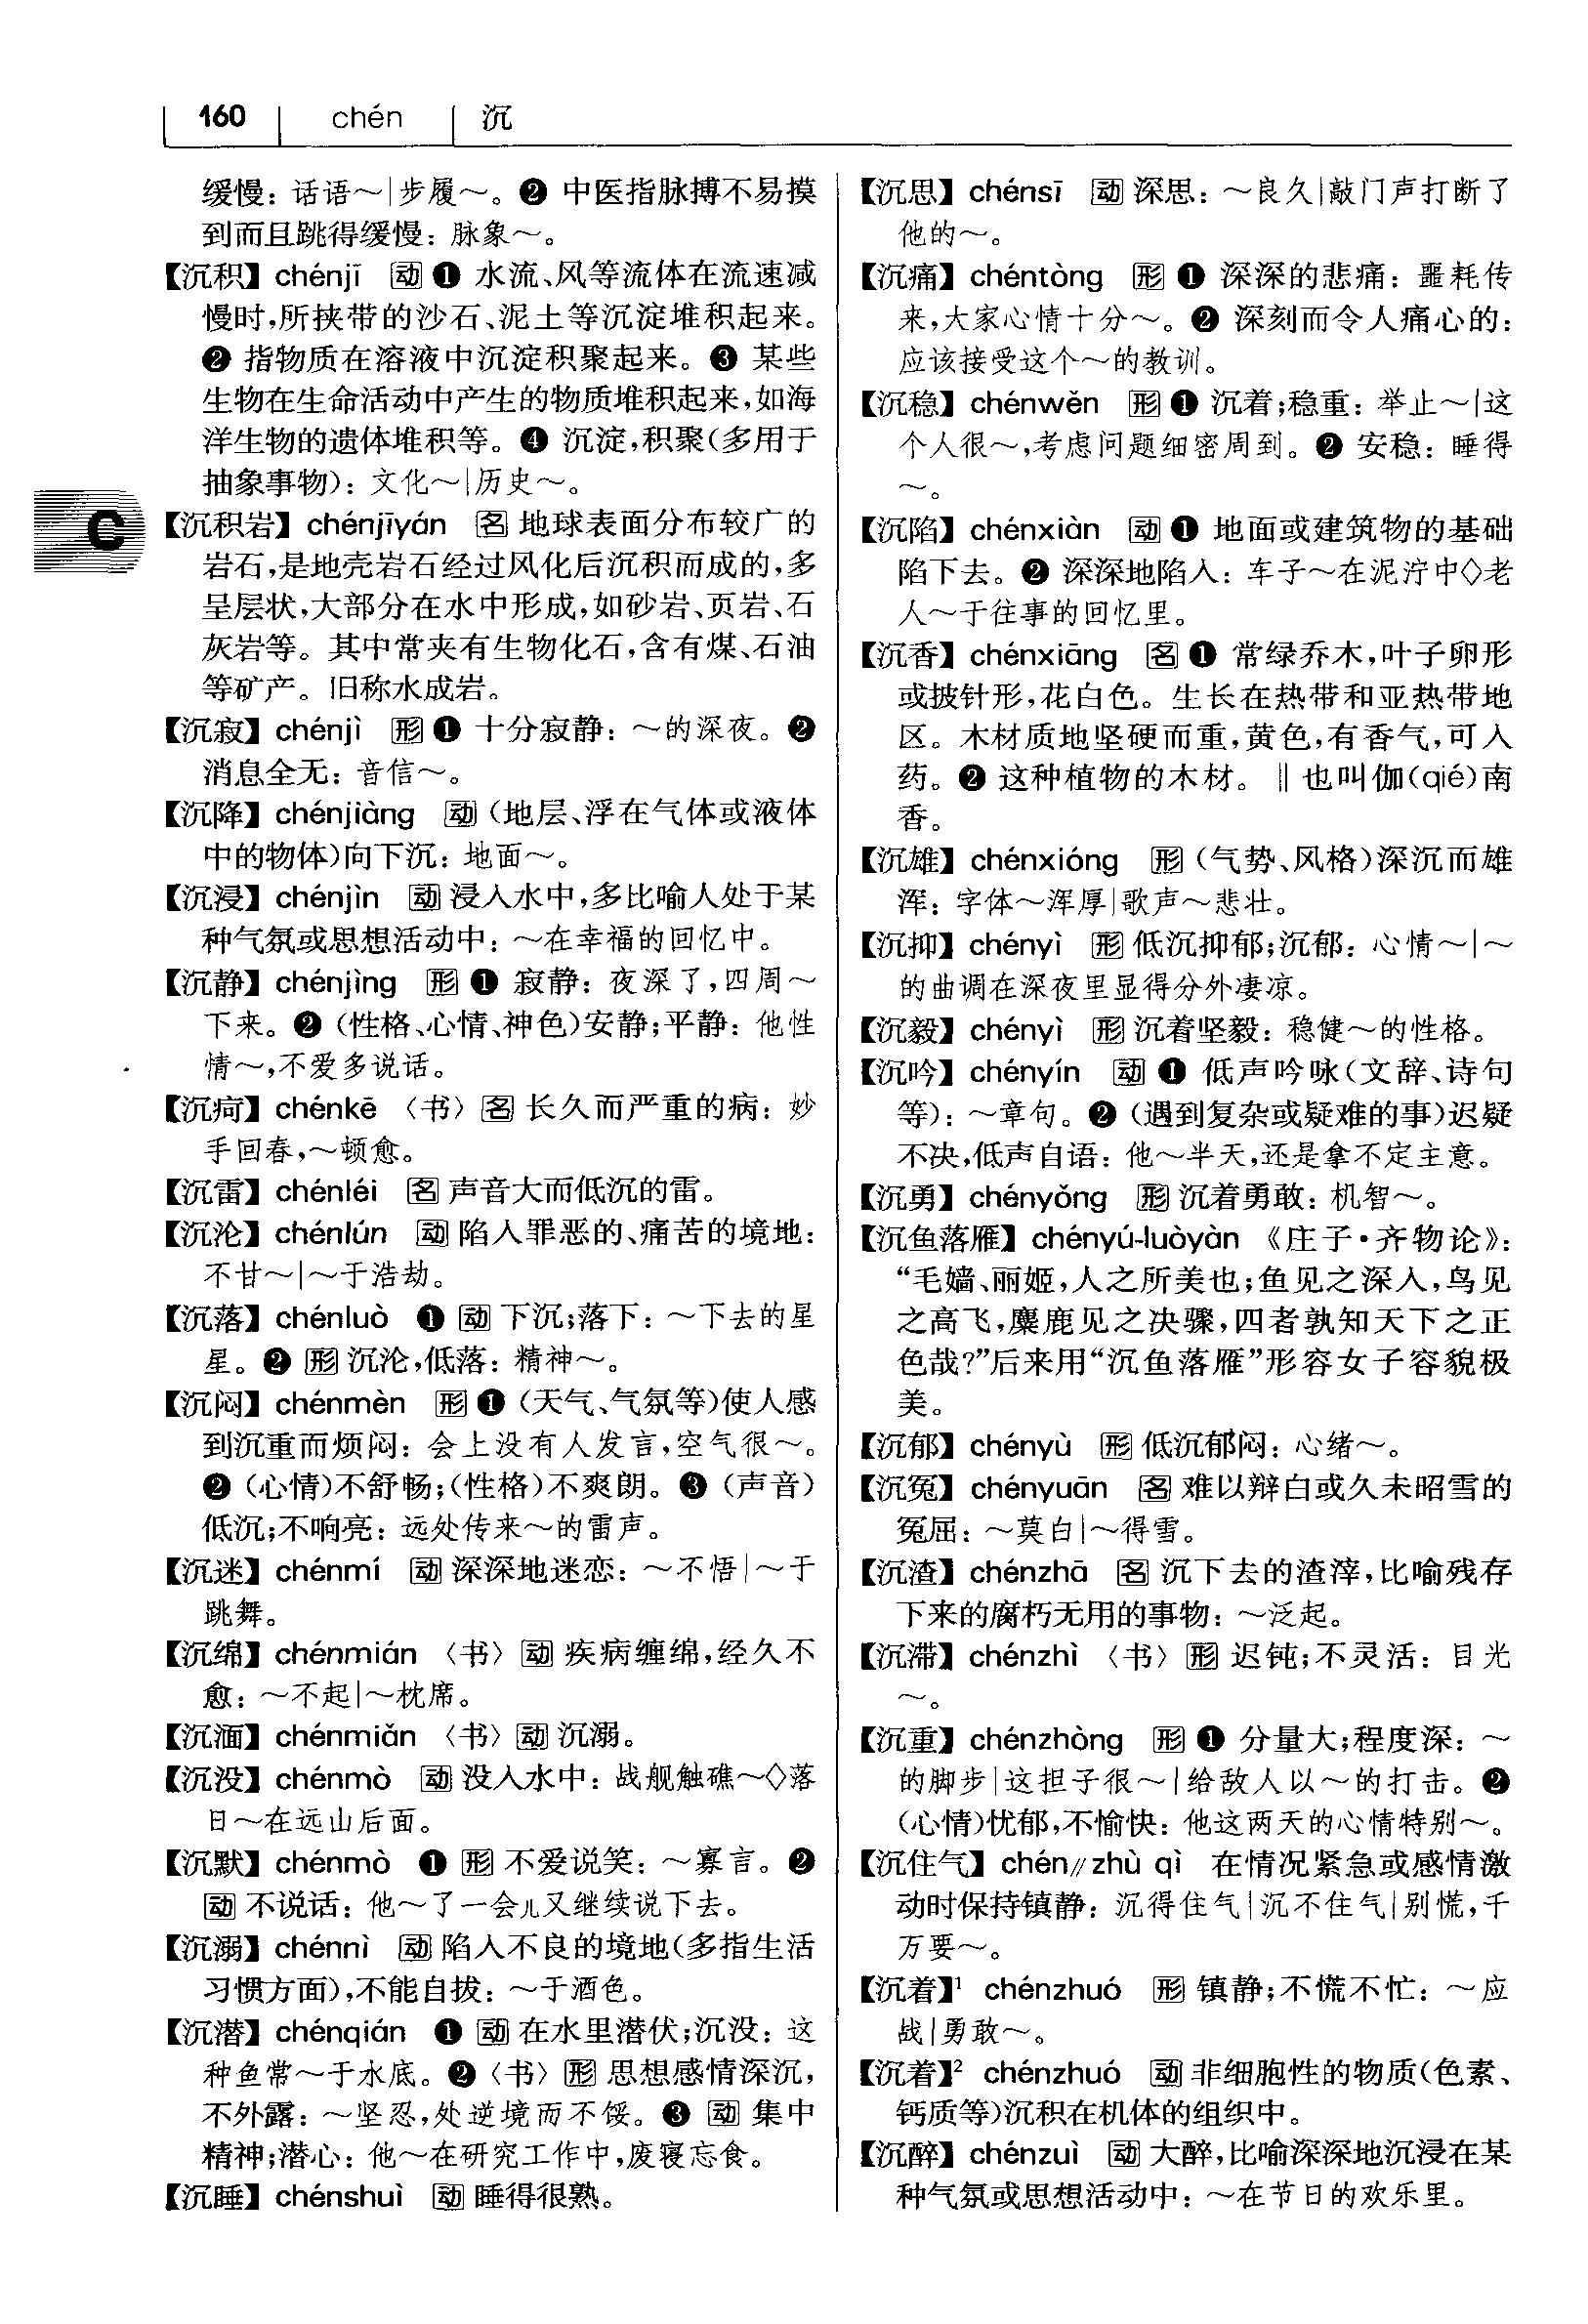 160 chén 沉
缓慢：话语～|步履～。❷ 中医指脉搏不易摸
到而且跳得缓慢：脉象～。
【沉积】chénjī 动 ❶ 水流、风等流体在流速减
慢时，所挟带的沙石、泥土等沉淀堆积起来。
❷ 指物质在溶液中沉淀积聚起来。❸ 某些
生物在生命活动中产生的物质堆积起来，如海
洋生物的遗体堆积等。❹ 沉淀，积聚（多用于
抽象事物）：文化～|历史～。
C
【沉积岩】chénjīyán 名 地球表面分布较广的
岩石，是地壳岩石经过风化后沉积而成的，多
呈层状，大部分在水中形成，如砂岩、页岩、石
灰岩等。其中常夹有生物化石，含有煤、石油
等矿产。旧称水成岩。
【沉寂】chénjì 形 ❶ 十分寂静：～的深夜。❷
消息全无：音信～。
【沉降】chénjiàng 动（地层、浮在气体或液体
中的物体）向下沉：地面～。
【沉浸】chénjìn 动 浸入水中，多比喻人处于某
种气氛或思想活动中：～在幸福的回忆中。
【沉静】chénjìng 形 ❶ 寂静：夜深了，四周～
下来。❷（性格、心情、神色）安静；平静：他性
情～，不爱多说话。
【沉疴】chénkē〈书〉名 长久而严重的病：妙
手回春，～顿愈。
【沉雷】chénléi 名 声音大而低沉的雷。
【沉沦】chénlún 动 陷入罪恶的、痛苦的境地：
不甘～|～于浩劫。
【沉落】chénluò ❶ 动 下沉；落下：～下去的星
星。❷ 形 沉沦，低落：精神～。
【沉闷】chénmèn 形 ❶（天气、气氛等）使人感
到沉重而烦闷：会上没有人发言，空气很～。
❷（心情）不舒畅；（性格）不爽朗。❸（声音）
低沉；不响亮：远处传来～的雷声。
【沉迷】chénmí 动 深深地迷恋：～不悟|～于
跳舞。
【沉绵】chénmián〈书〉动 疾病缠绵，经久不
愈：～不起|～枕席。
【沉湎】chénmiǎn〈书〉动 沉溺。
【沉没】chénmò 动 没入水中：战舰触礁～◇落
日～在远山后面。
【沉默】chénmò ❶ 形 不爱说笑：～寡言。❷
动 不说话：他～了一会儿又继续说下去。
【沉溺】chénnì 动 陷入不良的境地（多指生活
习惯方面），不能自拔：～于酒色。
【沉潜】chénqián ❶ 动 在水里潜伏；沉没：这
种鱼常～于水底。❷〈书〉形 思想感情深沉，
不外露：～坚忍，处逆境而不馁。❸ 动 集中
精神；潜心：他～在研究工作中，废寝忘食。
【沉睡】chénshuì 动 睡得很熟。
【沉思】chénsī 动 深思：～良久|敲门声打断了
他的～。
【沉痛】chéntòng 形 ❶ 深深的悲痛：噩耗传
来，大家心情十分～。❷ 深刻而令人痛心的：
应该接受这个～的教训。
【沉稳】chénwěn 形 ❶ 沉着；稳重：举止～|这
个人很～，考虑问题细密周到。❷ 安稳：睡得
～。
【沉陷】chénxiàn 动 ❶ 地面或建筑物的基础
陷下去。❷ 深深地陷入：车子～在泥泞中◇老
人～于往事的回忆里。
【沉香】chénxiāng 名 ❶ 常绿乔木，叶子卵形
或披针形，花白色。生长在热带和亚热带地
区。木材质地坚硬而重，黄色，有香气，可入
药。❷ 这种植物的木材。‖也叫伽（qié）南
香。
【沉雄】chénxióng 形（气势、风格）深沉而雄
浑：字体～浑厚|歌声～悲壮。
【沉抑】chényì 形 低沉抑郁；沉郁：心情～|～
的曲调在深夜里显得分外凄凉。
【沉毅】chényì 形 沉着坚毅：稳健～的性格。
【沉吟】chényín 动 ❶ 低声吟咏（文辞、诗句
等）：～章句。❷（遇到复杂或疑难的事）迟疑
不决，低声自语：他～半天，还是拿不定主意。
【沉勇】chényǒng 形 沉着勇敢：机智～。
【沉鱼落雁】chényú-luòyàn《庄子·齐物论》：
“毛嫱、丽姬，人之所美也；鱼见之深入，鸟见
之高飞，麋鹿见之决骤，四者孰知天下之正
色哉？”后来用“沉鱼落雁”形容女子容貌极
美。
【沉郁】chényù 形 低沉郁闷：心绪～。
【沉冤】chényuān 名 难以辩白或久未昭雪的
冤屈：～莫白|～得雪。
【沉渣】chénzhā 名 沉下去的渣滓，比喻残存
下来的腐朽无用的事物：～泛起。
【沉滞】chénzhì〈书〉形 迟钝；不灵活：目光
～。
【沉重】chénzhòng 形 ❶ 分量大；程度深：～
的脚步|这担子很～|给敌人以～的打击。❷
（心情）忧郁，不愉快：他这两天的心情特别～。
【沉住气】chén∥zhù qì 在情况紧急或感情激
动时保持镇静：沉得住气|沉不住气|别慌，千
万要～。
【沉着】¹ chénzhuó 形 镇静；不慌不忙：～应
战|勇敢～。
【沉着】² chénzhuó 动 非细胞性的物质（色素、
钙质等）沉积在机体的组织中。
【沉醉】chénzuì 动 大醉，比喻深深地沉浸在某
种气氛或思想活动中：～在节日的欢乐里。